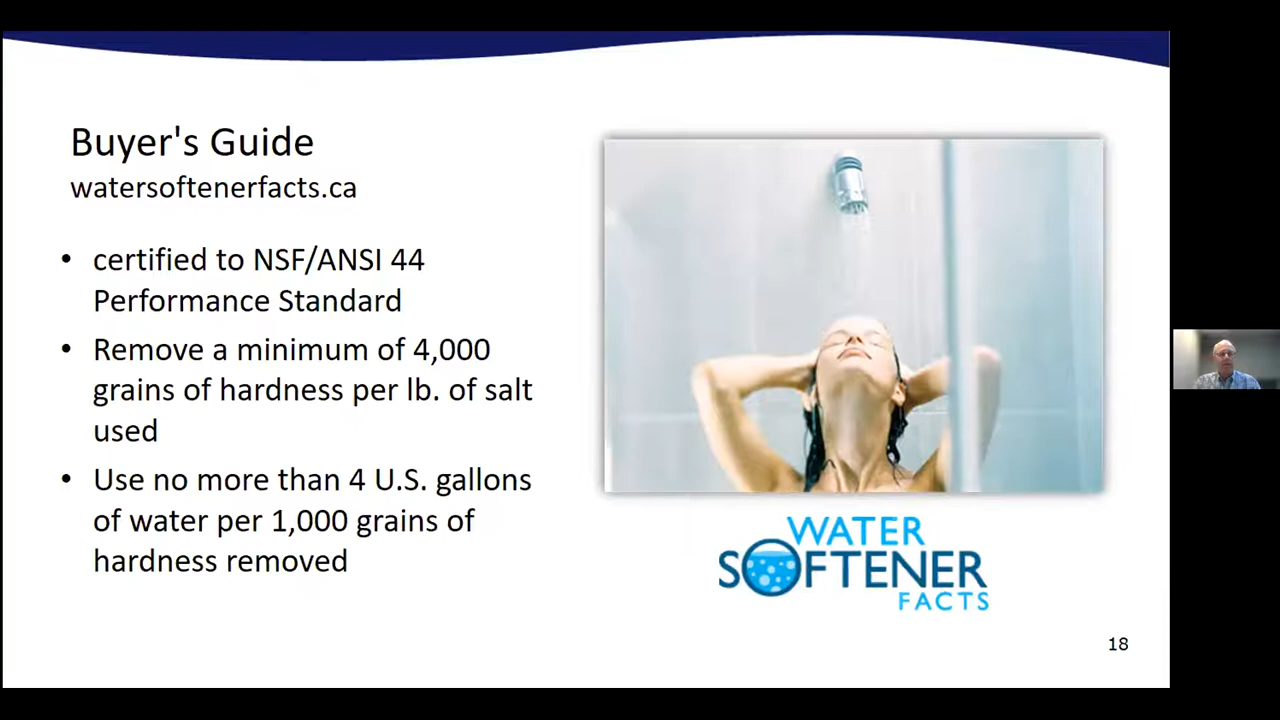 Buyer's Guide
watersoftenerfacts.ca
• certified to NSF/ANSI 44
Performance Standard
• Remove a minimum of 4,000
grains of hardness per lb. of salt
used
• Use no more than 4 U.S. gallons
of water per 1,000 grains of
hardness removed
WATER
SOFTENER
FACTS
18